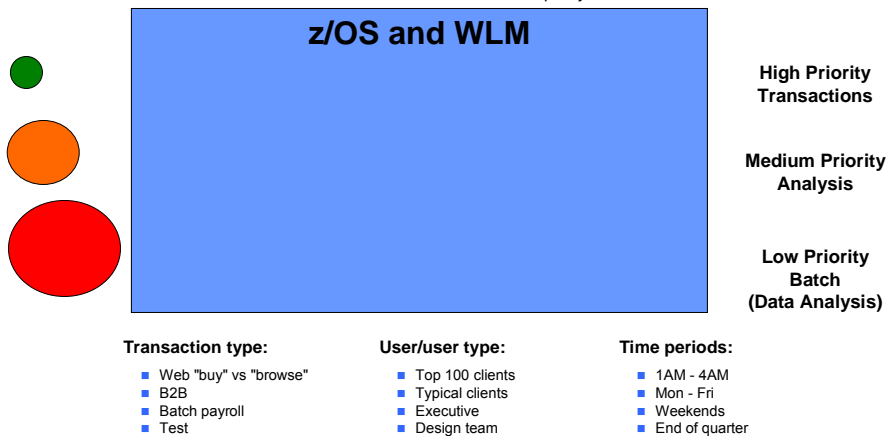 z/OS and WLM
High Priority
Transactions
Medium Priority
Analysis
Low Priority
Batch
(Data Analysis)
Transaction type:
Web "buy" vs "browse"
B2B
Batch payroll
Test
User/user type:
Top 100 clients
Typical clients
Executive
Design team
Time periods:
1AM - 4AM
Mon - Fri
Weekends
End of quarter